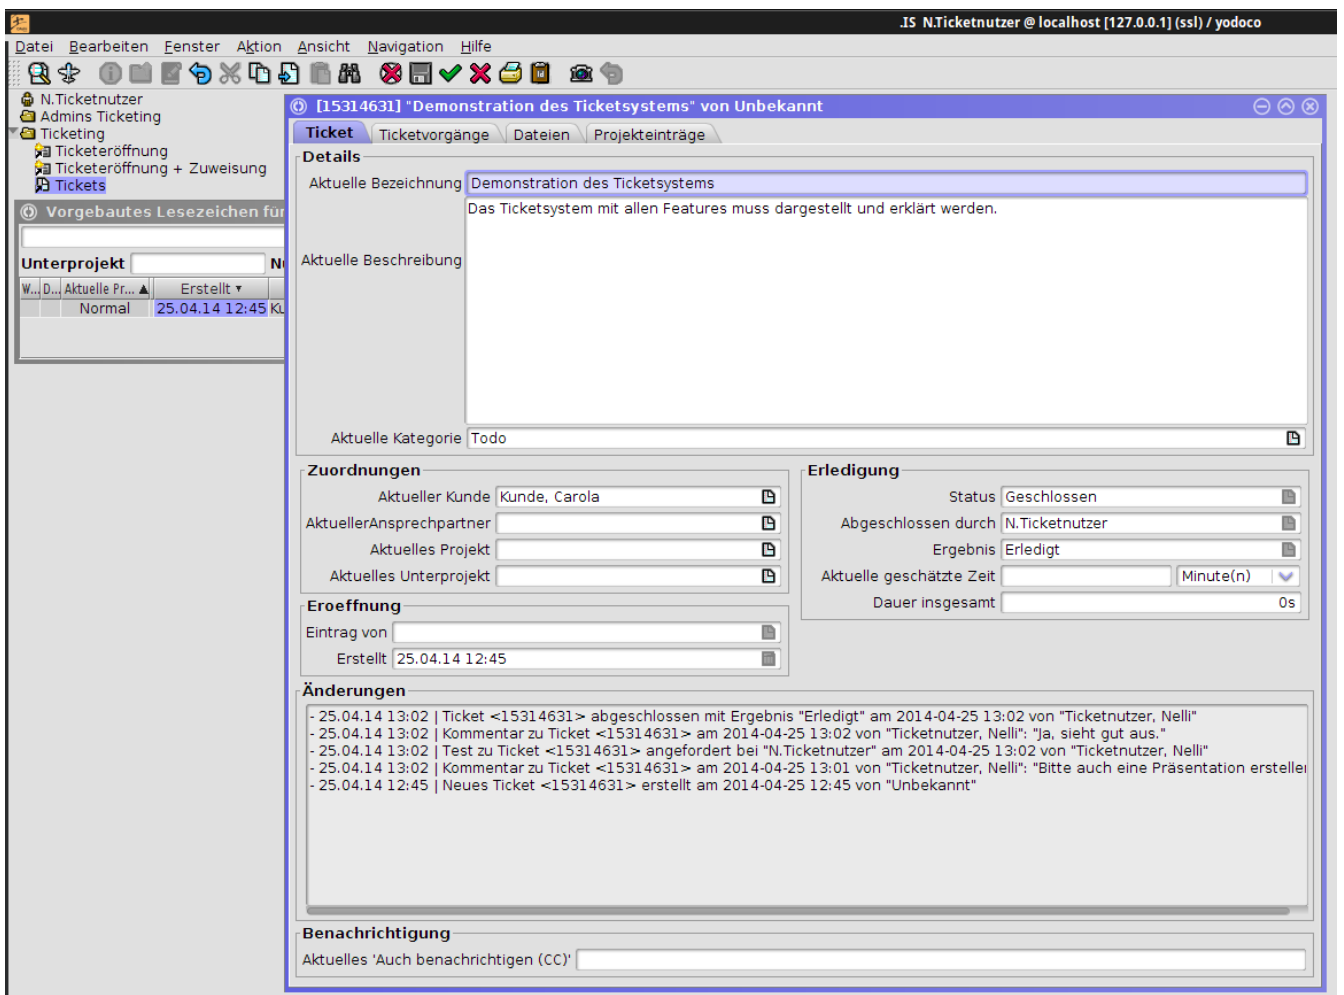 .IS N.Ticketnutzer @ localhost [127.0.0.1] (ssl) / yodoco
Datei Bearbeiten Fenster Aktion Ansicht Navigation Hilfe
N.Ticketnutzer
Admins Ticketing
Ticketing
Ticketeröffnung
Ticketeröffnung + Zuweisung
Tickets
Vorgebautes Lesezeichen für
Unterprojekt
W... D... Aktuelle Pr... Erstellt
Normal 25.04.14 12:45
[15314631] "Demonstration des Ticketsystems" von Unbekannt
Ticket Ticketvorgänge Dateien Projekteinträge
Details
Aktuelle Bezeichnung Demonstration des Ticketsystems
Das Ticketsystem mit allen Features muss dargestellt und erklärt werden.
Aktuelle Beschreibung
Aktuelle Kategorie Todo
Zuordnungen
Aktueller Kunde Kunde, Carola
AktuellerAnsprechpartner
Aktuelles Projekt
Aktuelles Unterprojekt
Erledigung
Status Geschlossen
Abgeschlossen durch N.Ticketnutzer
Ergebnis Erledigt
Aktuelle geschätzte Zeit Minute(n)
Dauer insgesamt 0s
Eroeffnung
Eintrag von
Erstellt 25.04.14 12:45
Änderungen
- 25.04.14 13:02 | Ticket <15314631> abgeschlossen mit Ergebnis "Erledigt" am 2014-04-25 13:02 von "Ticketnutzer, Nelli"
- 25.04.14 13:02 | Kommentar zu Ticket <15314631> am 2014-04-25 13:02 von "Ticketnutzer, Nelli": "Ja, sieht gut aus."
- 25.04.14 13:02 | Test zu Ticket <15314631> angefordert bei "N.Ticketnutzer" am 2014-04-25 13:02 von "Ticketnutzer, Nelli"
- 25.04.14 13:02 | Kommentar zu Ticket <15314631> am 2014-04-25 13:01 von "Ticketnutzer, Nelli": "Bitte auch eine Präsentation erstellen
- 25.04.14 12:45 | Neues Ticket <15314631> erstellt am 2014-04-25 12:45 von "Unbekannt"
Benachrichtigung
Aktuelles 'Auch benachrichtigen (CC)'